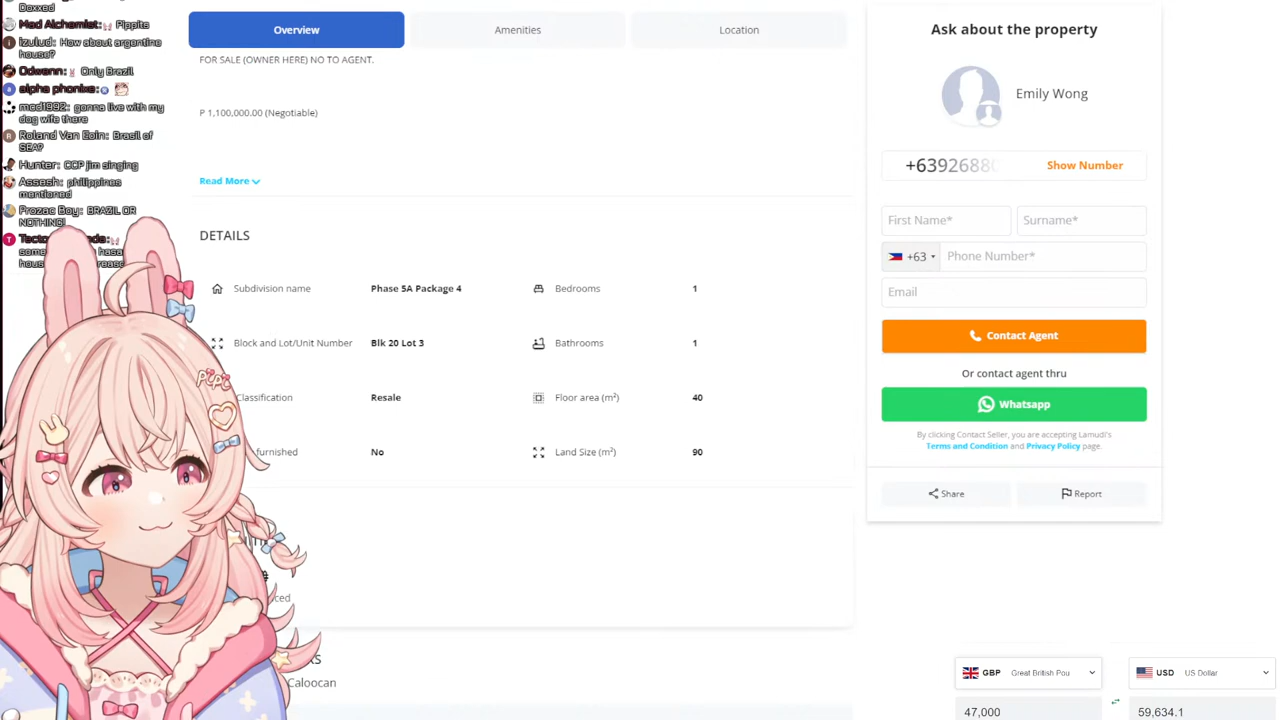 Doxxed
Mad Alchemist: Pippits
izulud: How about argentina
house?
Odwenn: Only Brazil
alpha phonixe:
mod1992: gonna live with my
dog wife there
Roland Van Eoin: Brasil of
SEA?
Hunter: CCP jim singing
Assesh: philippines
mentioned
Prozac Boy: BRAZIL OR
NOTHING!
some
Pipi
Overview
Amenities
Location
FOR SALE (OWNER HERE) NO TO AGENT.
P 1,100,000.00 (Negotiable)
Read More
DETAILS
Subdivision name Phase 5A Package 4 Bedrooms 1
Block and Lot/Unit Number Blk 20 Lot 3 Bathrooms 1
Classification Resale Floor area (m²) 40
furnished No Land Size (m²) 90
Caloocan
Ask about the property
Emily Wong
+63926880 Show Number
First Name* Surname*
+63 Phone Number*
Email
Contact Agent
Or contact agent thru
Whatsapp
By clicking Contact Seller, you are accepting Lamudi's
Terms and Condition and Privacy Policy page.
Share Report
GBP Great British Pou USD US Dollar
47,000 59,634.1